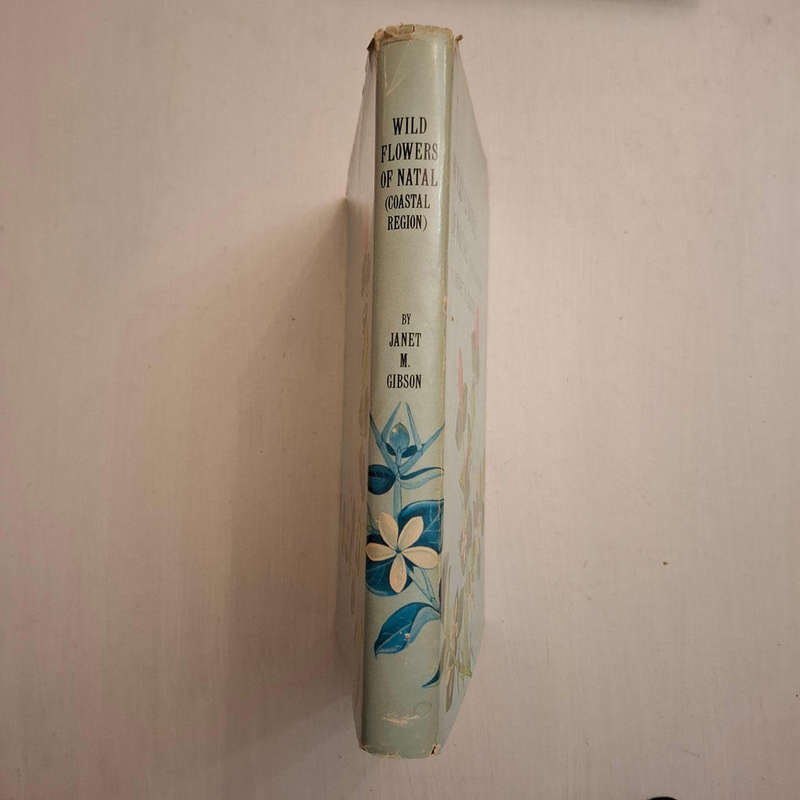 WILD
FLOWERS
OF NATAL
(COASTAL
REGION)
BY
JANET
M.
GIBSON